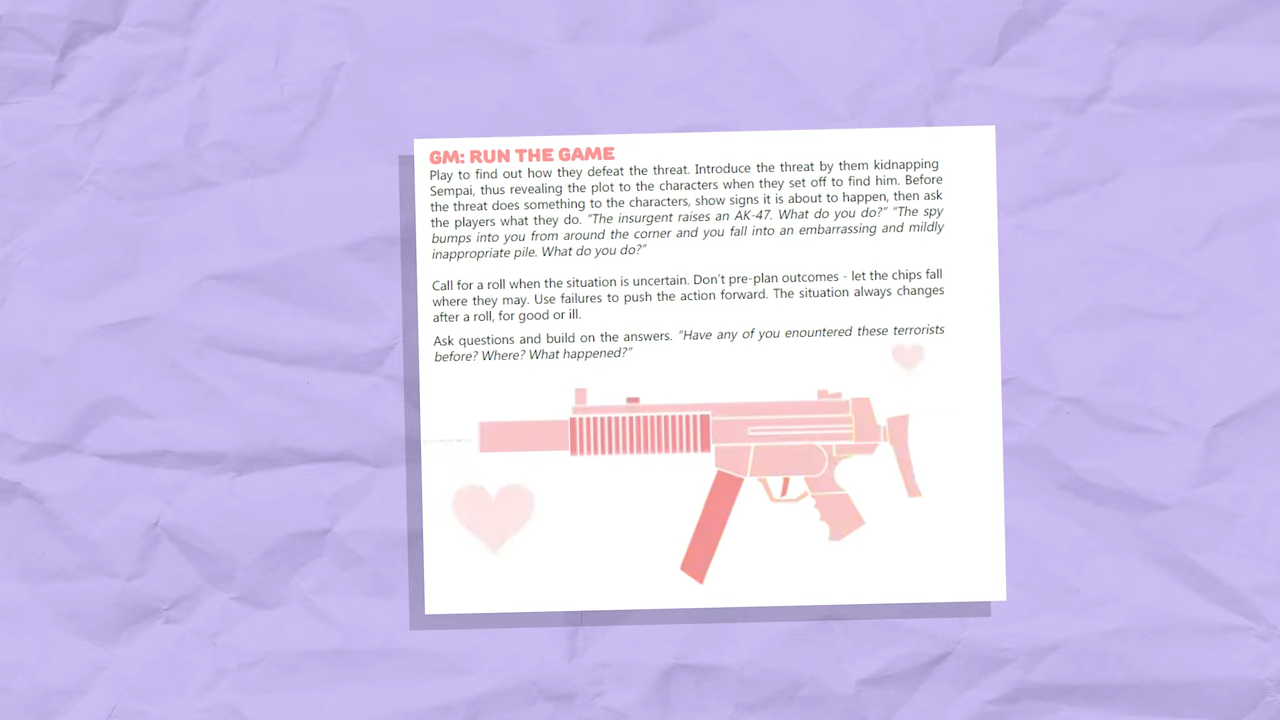 GM: RUN THE GAME
Play to find out how they defeat the threat. Introduce the threat by them kidnapping
Sempai, thus revealing the plot to the characters when they set off to find him. Before
the threat does something to the characters, show signs it is about to happen, then ask
the players what they do. "The insurgent raises an AK-47. What do you do?" "The spy
bumps into you from around the corner and you fall into an embarrassing and mildly
inappropriate pile. What do you do?"
Call for a roll when the situation is uncertain. Don't pre-plan outcomes - let the chips fall
where they may. Use failures to push the action forward. The situation always changes
after a roll, for good or ill.
Ask questions and build on the answers. "Have any of you enountered these terrorists
before? Where? What happened?"